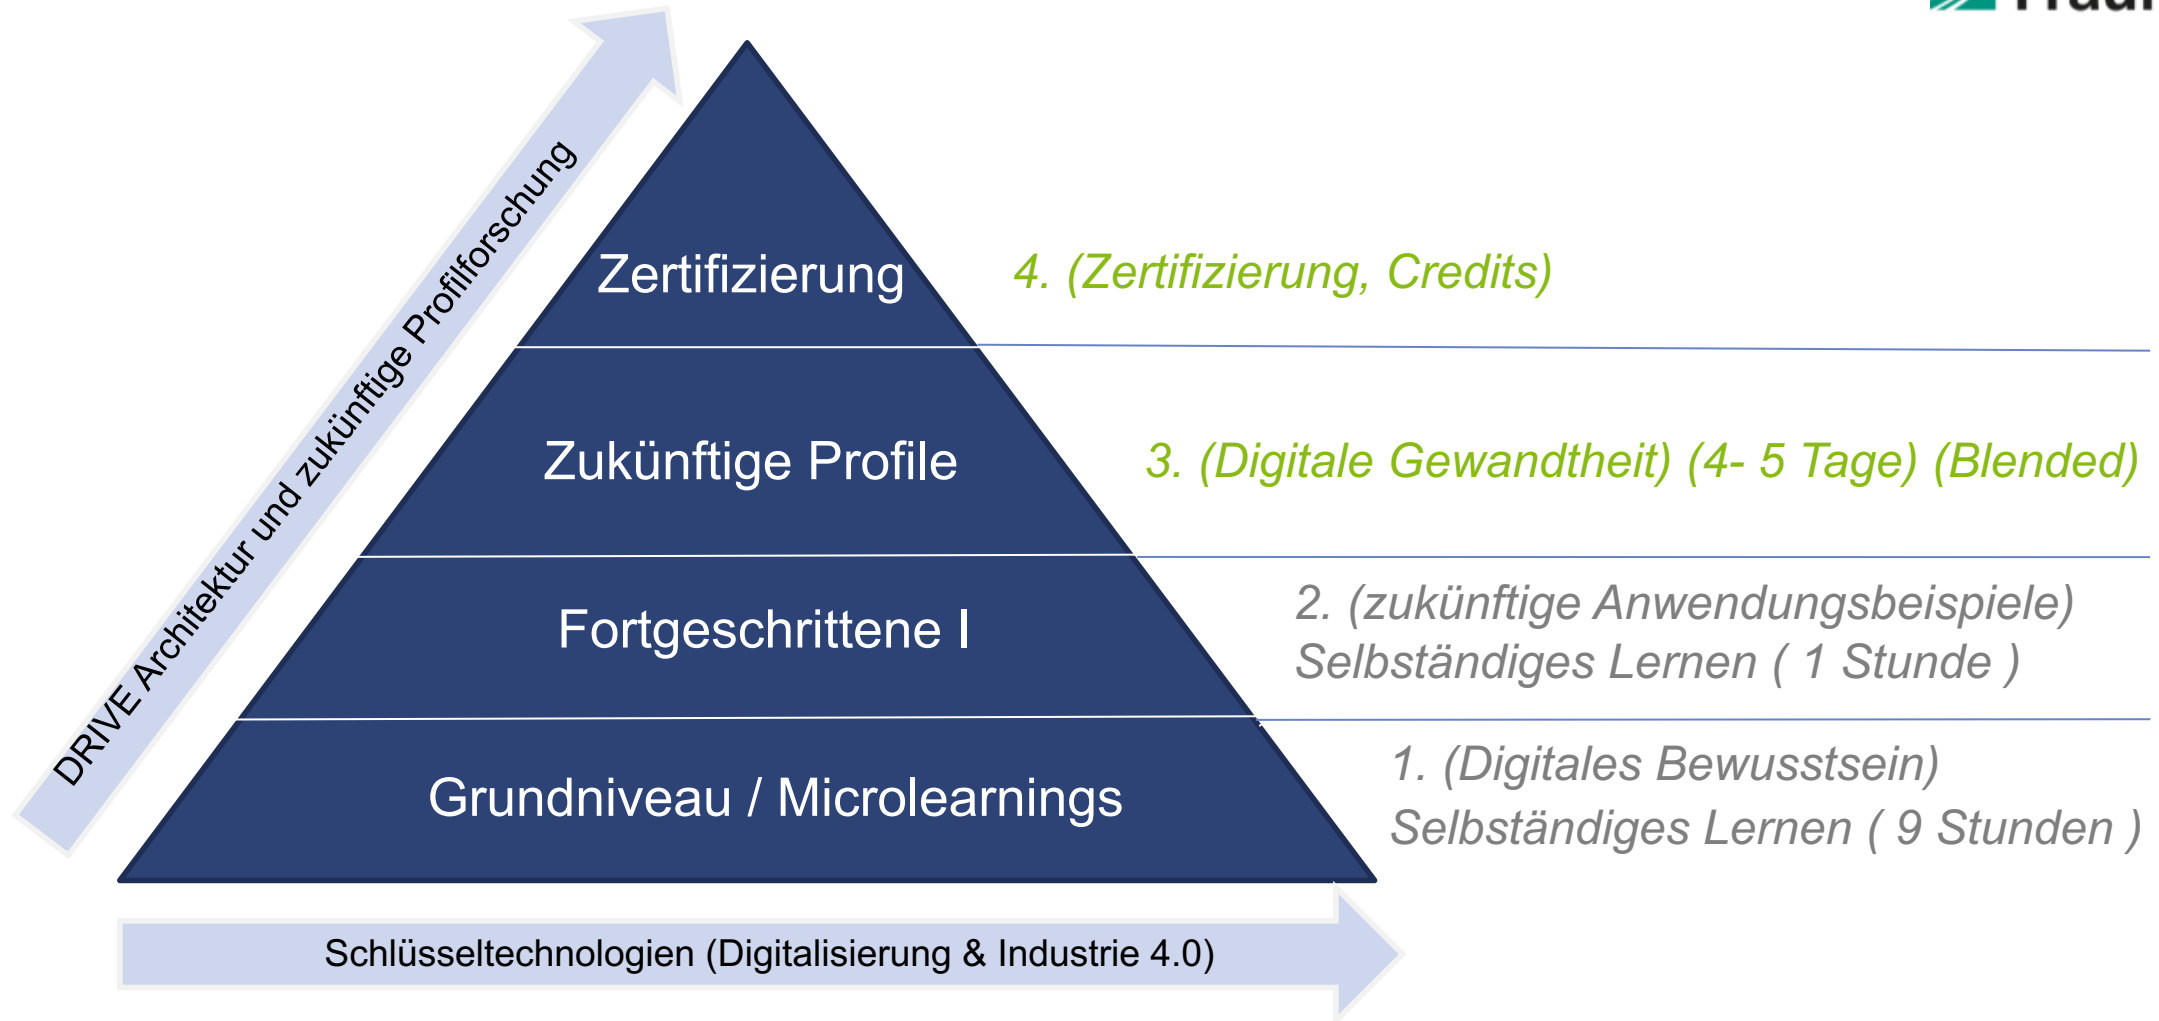 DRIVE Architektur und zukünftige Profilforschung
Zertifizierung
4. (Zertifizierung, Credits)
Zukünftige Profile
3. (Digitale Gewandtheit) (4- 5 Tage) (Blended)
Fortgeschrittene I
2. (zukünftige Anwendungsbeispiele)
Selbständiges Lernen ( 1 Stunde )
Grundniveau / Microlearnings
1. (Digitales Bewusstsein)
Selbständiges Lernen ( 9 Stunden )
Schlüsseltechnologien (Digitalisierung & Industrie 4.0)